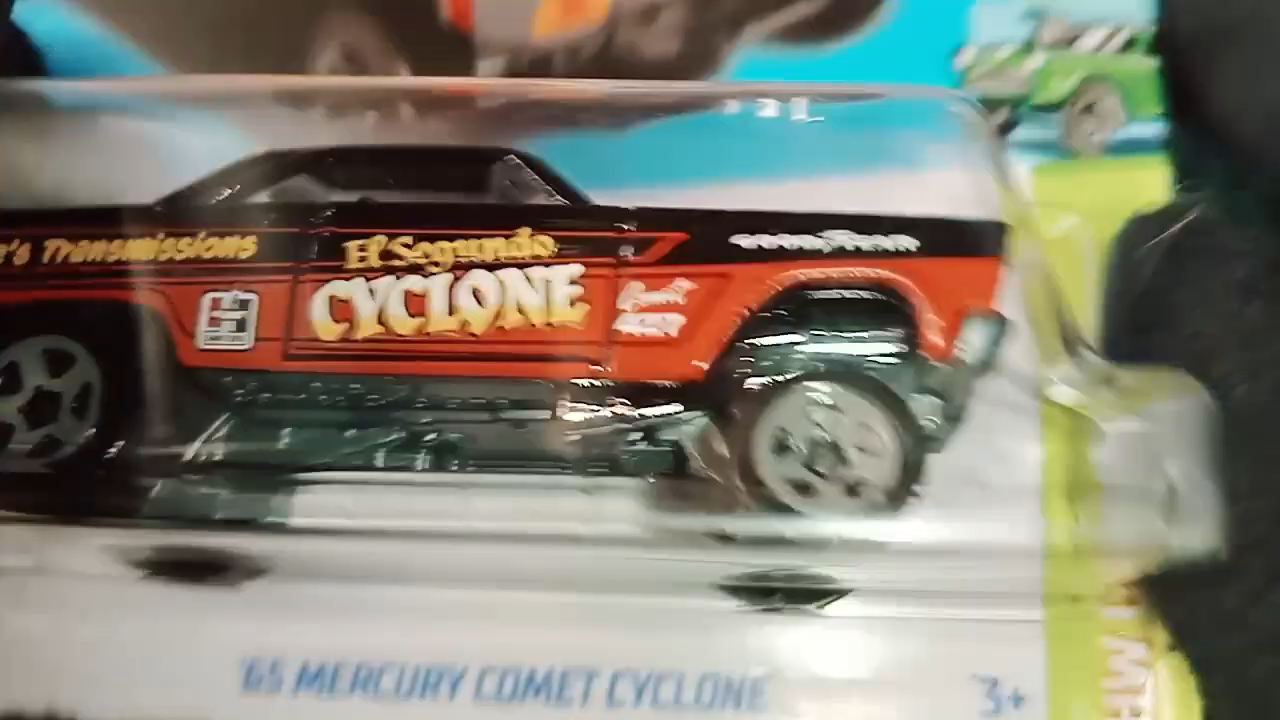 's Transmissions
El Segundo
CYCLONE
GOODYEAR
'65 MERCURY COMET CYCLONE
3+